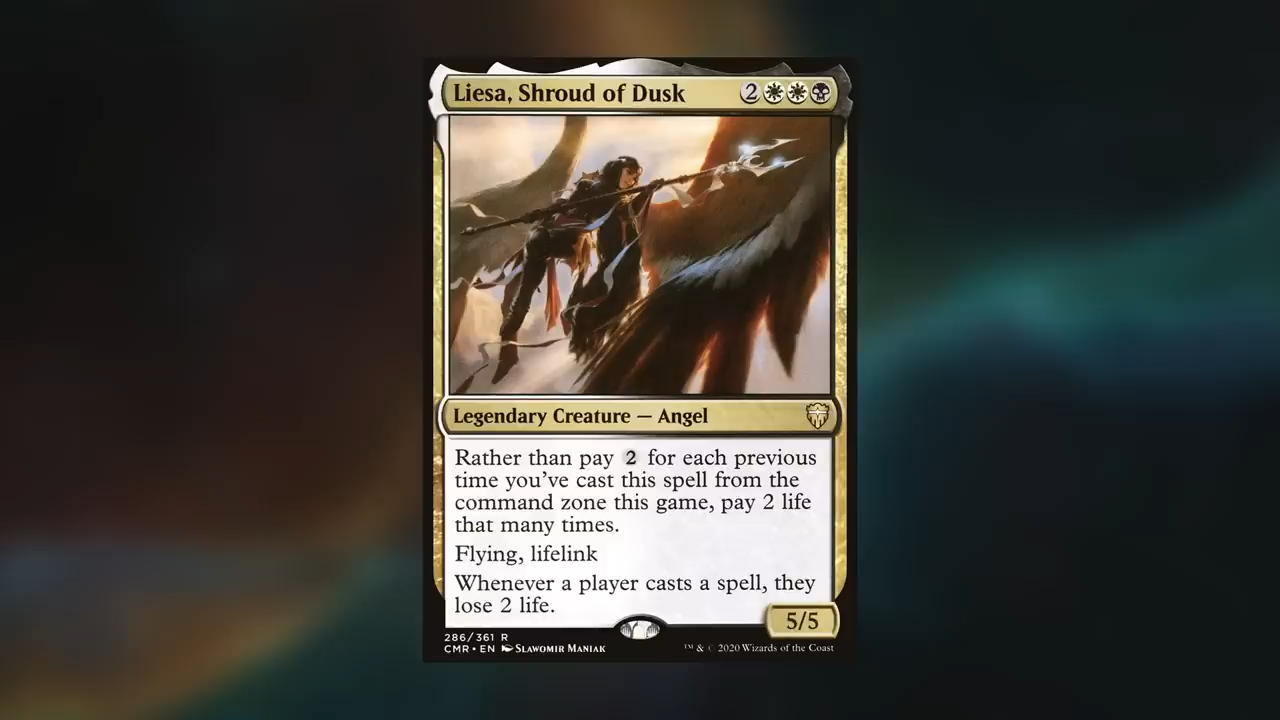 Liesa, Shroud of Dusk 2
Legendary Creature — Angel
Rather than pay 2 for each previous
time you've cast this spell from the
command zone this game, pay 2 life
that many times.
Flying, lifelink
Whenever a player casts a spell, they
lose 2 life.
5/5
286/361 R
CMR • EN Slawomir Maniak
™ & © 2020 Wizards of the Coast